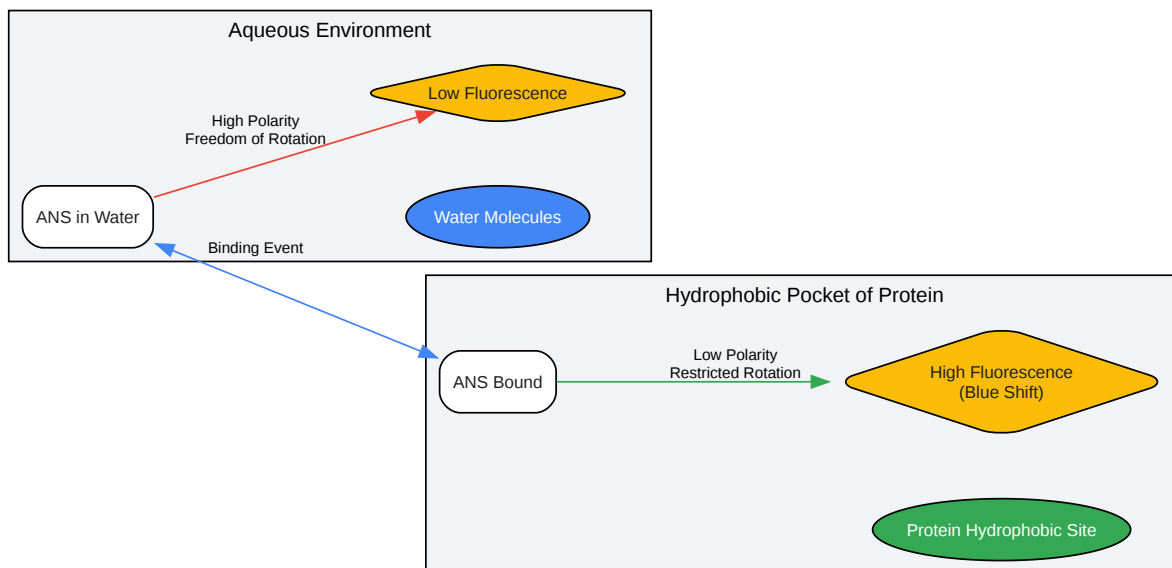 Aqueous Environment
Low Fluorescence
High Polarity
Freedom of Rotation
ANS in Water
Water Molecules
Binding Event
Hydrophobic Pocket of Protein
ANS Bound
Low Polarity
Restricted Rotation
High Fluorescence
(Blue Shift)
Protein Hydrophobic Site